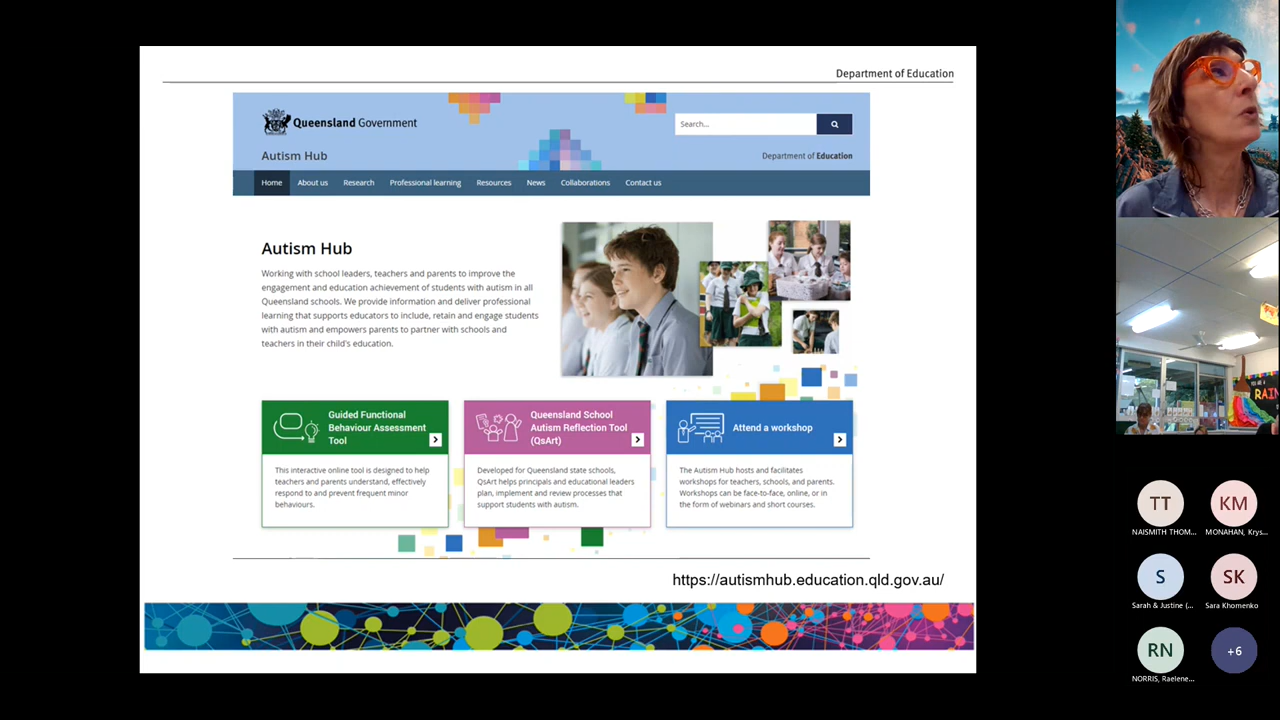 Department of Education
Queensland Government
Search...
Autism Hub
Department of Education
Home About us Research Professional learning Resources News Collaborations Contact us
Autism Hub
Working with school leaders, teachers and parents to improve the
engagement and education achievement of students with autism in all
Queensland schools. We provide information and deliver professional
learning that supports educators to include, retain and engage students
with autism and empowers parents to partner with schools and
teachers in their child's education.
Guided Functional
Behaviour Assessment
Tool
This interactive online tool is designed to help
teachers and parents understand, effectively
respond to and prevent frequent minor
behaviours.
Queensland School
Autism Reflection Tool
(QsArt)
Developed for Queensland state schools,
QsArt helps principals and educational leaders
plan, implement and review processes that
support students with autism.
Attend a workshop
The Autism Hub hosts and facilitates
workshops for teachers, schools, and parents.
Workshops can be face-to-face, online, or in
the form of webinars and short courses.
https://autismhub.education.qld.gov.au/
TT
NAISMITH THOM...
KM
MONAHAN, Krys...
S
Sarah & Justine (...
SK
Sara Khomenko
RN
NORRIS, Raelene...
+6